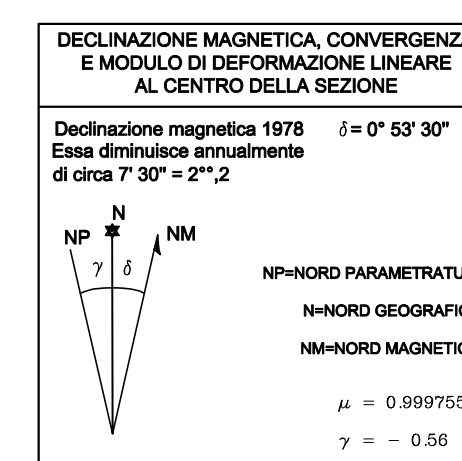 DECLINAZIONE MAGNETICA, CONVERGENZ
E MODULO DI DEFORMAZIONE LINEARE
AL CENTRO DELLA SEZIONE
Declinazione magnetica 1978 δ = 0° 53' 30"
Essa diminuisce annualmente
di circa 7' 30" = 2°°,2
N
NP NM
γ δ
NP=NORD PARAMETRATU
N=NORD GEOGRAFIC
NM=NORD MAGNETIC
μ = 0.999755
γ = - 0.56